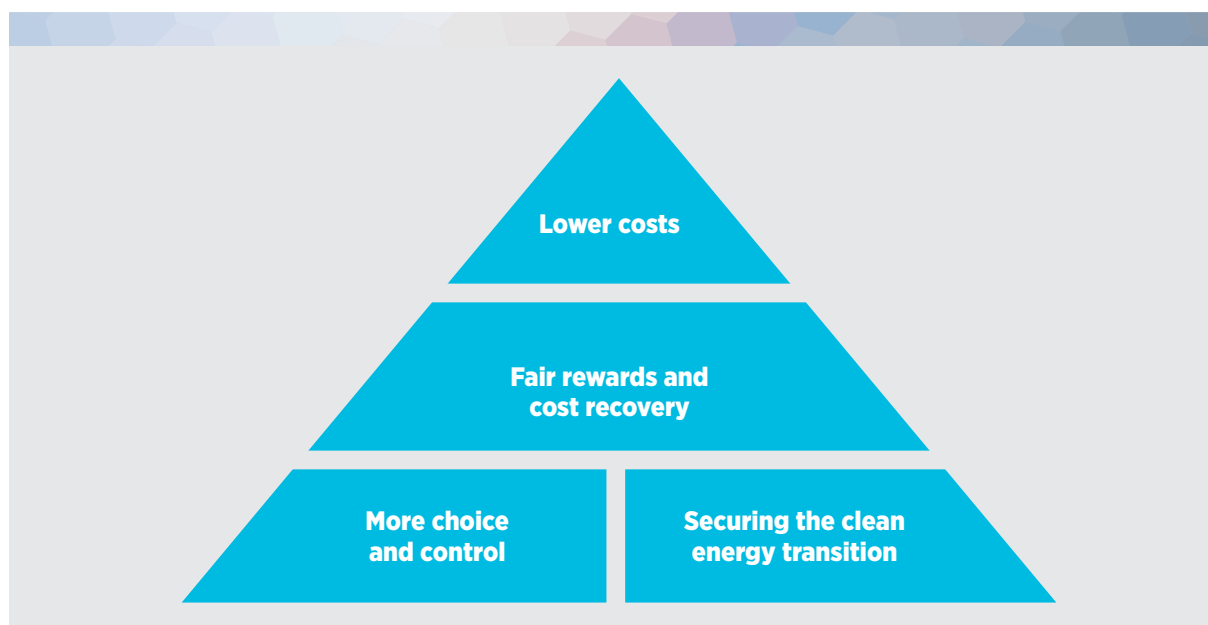 Lower costs
Fair rewards and
cost recovery
More choice
and control
Securing the clean
energy transition